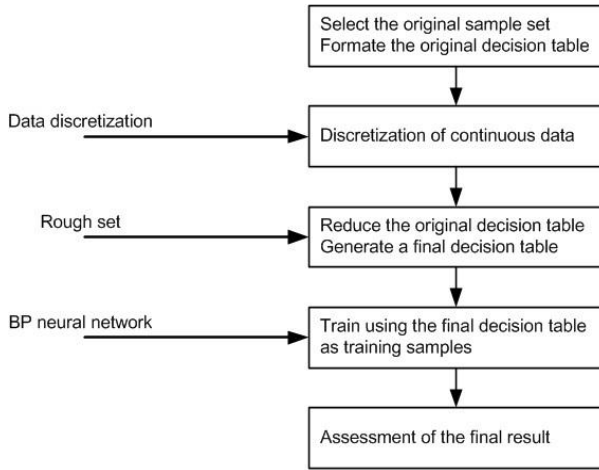 Select the original sample set
Formate the original decision table
Data discretization
Discretization of continuous data
Rough set
Reduce the original decision table
Generate a final decision table
BP neural network
Train using the final decision table
as training samples
Assessment of the final result